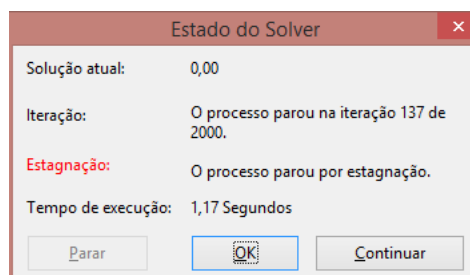 Estado do Solver
Solução atual: 0,00
Iteração: O processo parou na iteração 137 de
2000.
Estagnação: O processo parou por estagnação.
Tempo de execução: 1,17 Segundos
Parar OK Continuar